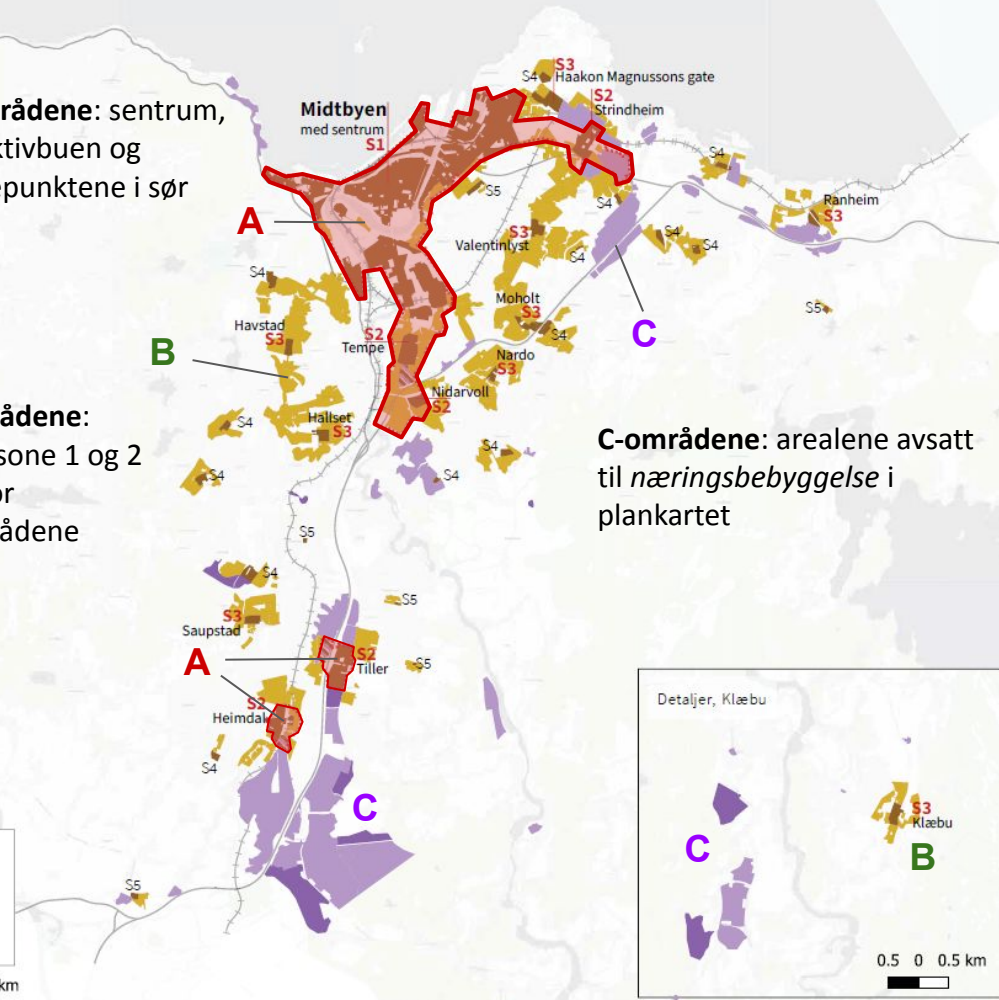 S3
S4 Haakon Magnussons gate
S2
Strindheim
områdene: sentrum,
ktivbuen og
epunktene i sør
Midtbyen
med sentrum
S1
A
S5
S4
S4
Ranheim
S3
S3
Valentinlyst
S4
S4
S4
C
S4
Havstad
S3
B
S2
Tempe
Moholt
S3
S4
S5
Nardo
S3
Nidarvoll
S2
Hallset
S3
S4
S4
S4
S4
ådene:
sone 1 og 2
or
ådene
C-områdene: arealene avsatt
til næringsbebyggelse i
plankartet
S5
S4
S5
S3
Saupstad
A
S2
Tiller
S5
S2
Heimdal
S4
C
S5
km
Detaljer, Klæbu
C
S3
Klæbu
B
0.5 0 0.5 km